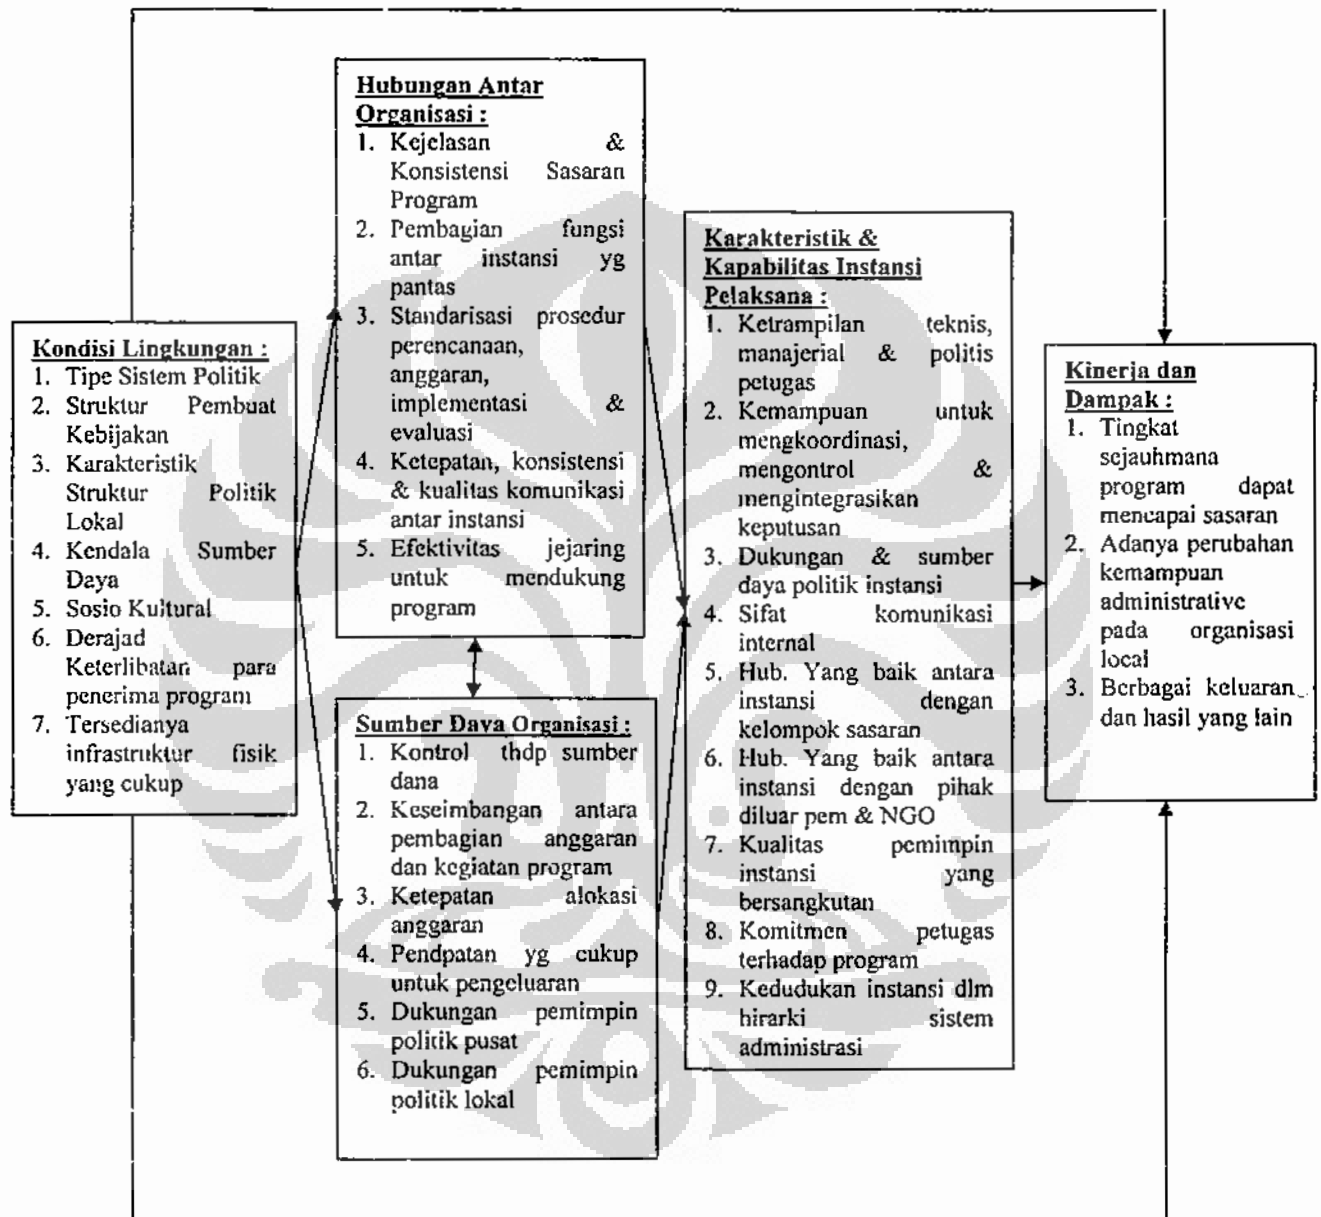 Hubungan Antar
Organisasi :
1. Kejelasan &
Konsistensi Sasaran
Program
2. Pembagian fungsi
antar instansi yg
pantas
3. Standarisasi prosedur
perencanaan,
anggaran,
implementasi &
evaluasi
4. Ketepatan, konsistensi
& kualitas komunikasi
antar instansi
5. Efektivitas jejaring
untuk mendukung
program
Kondisi Lingkungan :
1. Tipe Sistem Politik
2. Struktur Pembuat
Kebijakan
3. Karakteristik
Struktur Politik
Lokal
4. Kendala Sumber
Daya
5. Sosio Kultural
6. Derajad
Keterlibatan para
penerima program
7. Tersedianya
infrastruktur fisik
yang cukup
Sumber Daya Organisasi :
1. Kontrol thdp sumber
dana
2. Keseimbangan antara
pembagian anggaran
dan kegiatan program
3. Ketepatan alokasi
anggaran
4. Pendpatan yg cukup
untuk pengeluaran
5. Dukungan pemimpin
politik pusat
6. Dukungan pemimpin
politik lokal
Karakteristik &
Kapabilitas Instansi
Pelaksana :
1. Ketrampilan teknis,
manajerial & politis
petugas
2. Kemampuan untuk
mengkoordinasi,
mengontrol &
mengintegrasikan
keputusan
3. Dukungan & sumber
daya politik instansi
4. Sifat komunikasi
internal
5. Hub. Yang baik antara
instansi dengan
kelompok sasaran
6. Hub. Yang baik antara
instansi dengan pihak
diluar pem & NGO
7. Kualitas pemimpin
instansi yang
bersangkutan
8. Komitmen petugas
terhadap program
9. Kedudukan instansi dlm
hirarki sistem
administrasi
Kinerja dan
Dampak :
1. Tingkat
sejauhmana
program dapat
mencapai sasaran
2. Adanya perubahan
kemampuan
administrative
pada organisasi
local
3. Berbagai keluaran
dan hasil yang lain